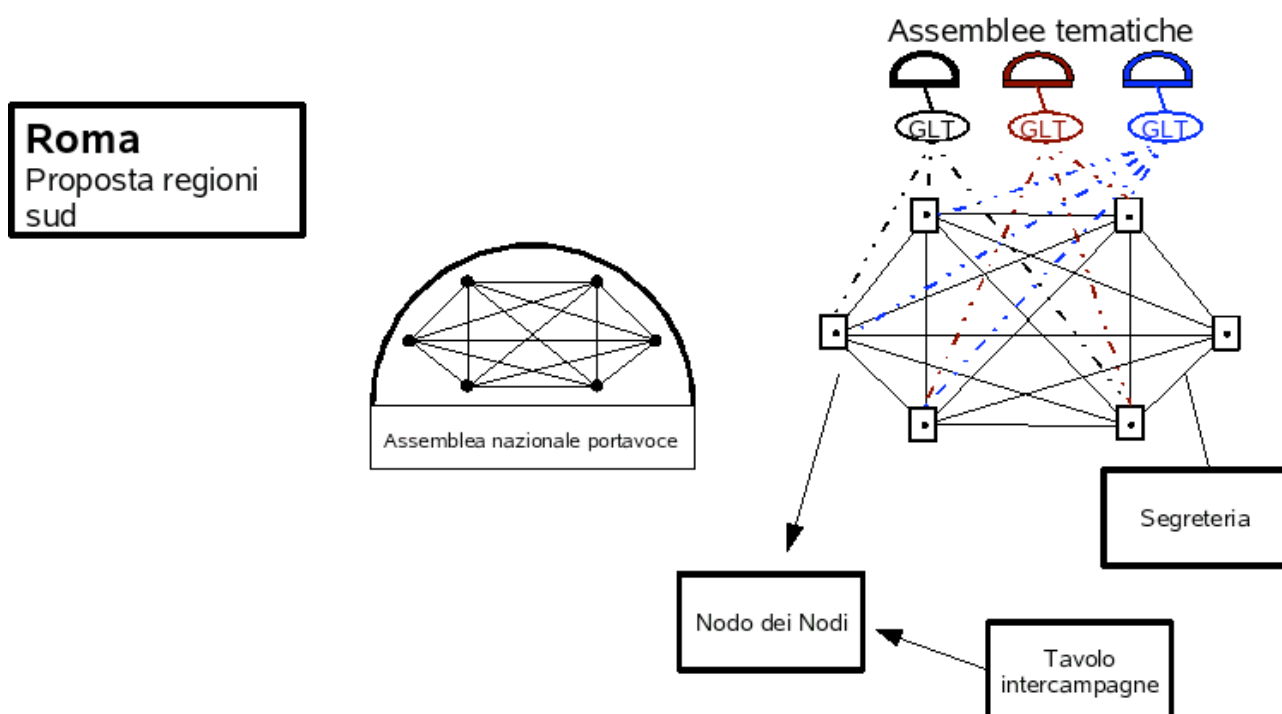 Assemblee tematiche
GLT
GLT
GLT
Roma
Proposta regioni
sud
Assemblea nazionale portavoce
Segreteria
Nodo dei Nodi
Tavolo
intercampagne